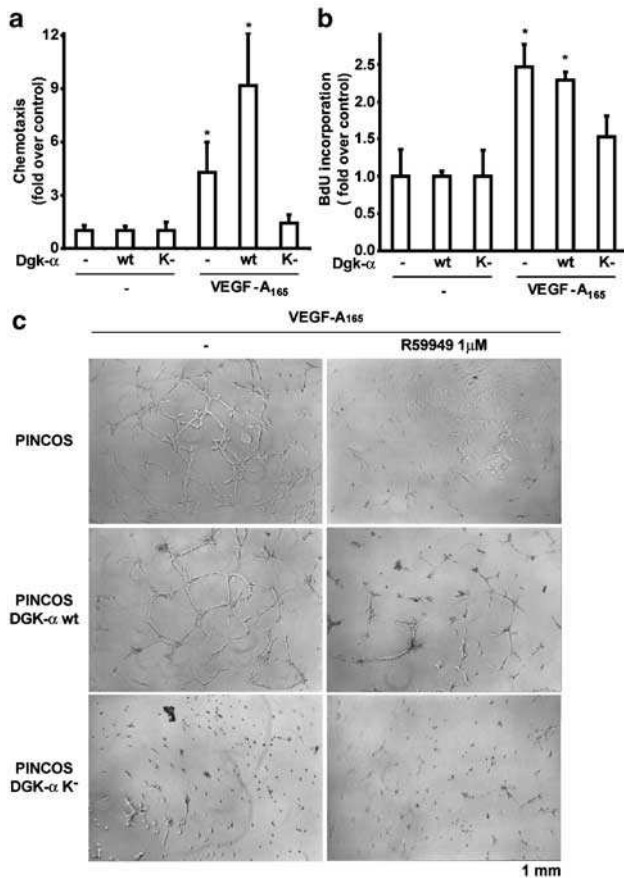 a
Chemotaxis
(fold over control)
12
9
6
3
0
*
*
Dgk-α - wt K- - wt K-
- VEGF-A165
b
BdU incorporation
( fold over control)
2.5
2.0
1.5
1.0
0.5
0.0
*
*
Dgk-α - wt K- - wt K-
- VEGF-A165
c
VEGF-A165
- R59949 1μM
PINCOS
PINCOS
DGK-α wt
PINCOS
DGK-α K-
1 mm